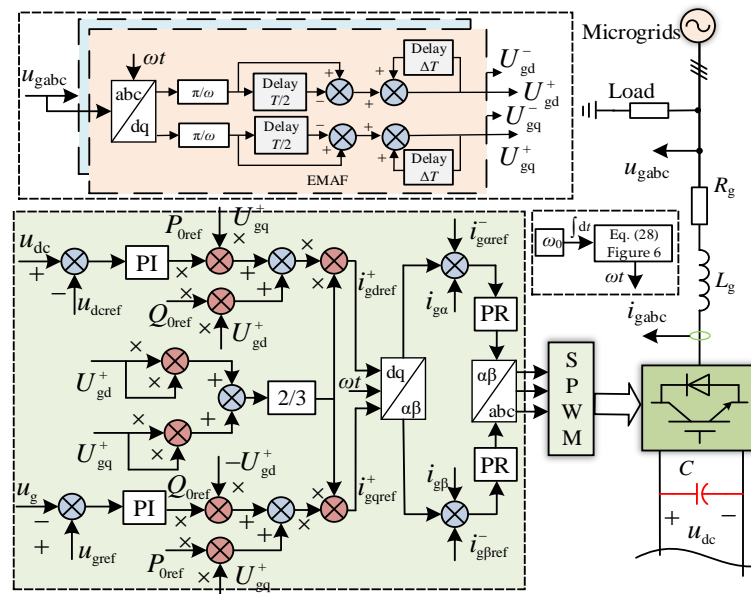 Microgrids
Load
u_gabc
R_g
L_g
i_gabc
C
+ −
u_dc
u_gabc
ωt
abc
dq
π/ω
Delay
T/2
+
−
+
Delay
ΔT
+
U_gd^−
U_gd^+
π/ω
Delay
T/2
−
+
+
+
Delay
ΔT
U_gq^−
U_gq^+
EMAF
ω_0
∫dt
Eq. (28)
Figure 6
ωt
u_dc
+
−
u_dcref
PI
P_0ref
U_gq^+
×
×
+
+
×
×
i_gdref^+
Q_0ref
×
×
U_gd^+
U_gd^+
×
×
+
+
2/3
U_gq^+
×
×
ωt
dq
αβ
u_g
−
+
u_gref
PI
Q_0ref
−U_gd^+
×
×
+
+
×
×
i_gqref^+
P_0ref
×
×
U_gq^+
i_gαref^−
i_gα
PR
αβ
abc
PR
i_gβ
i_gβref^−
S
P
W
M